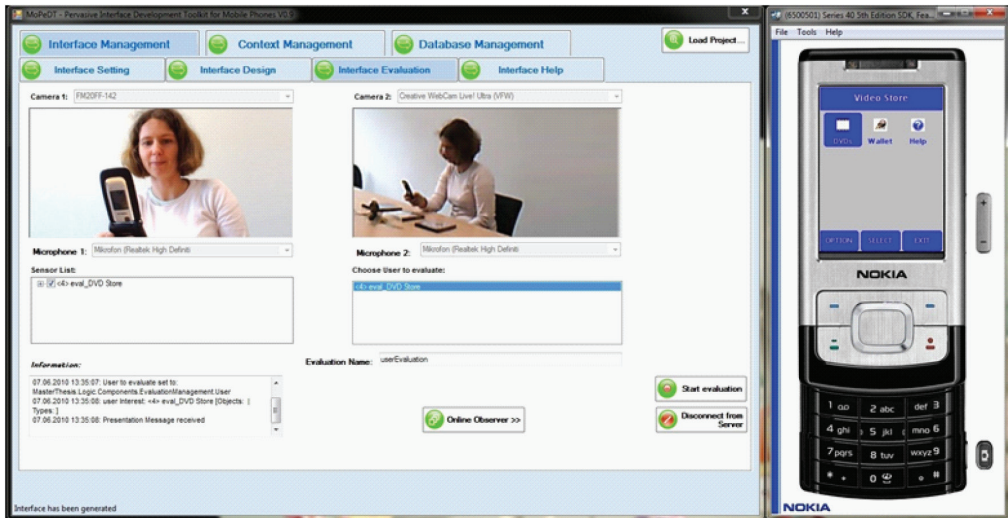 MoPeDT - Pervasive Interface Development Toolkit for Mobile Phones V0.9
Interface Management
Context Management
Database Management
Load Project...
Interface Setting
Interface Design
Interface Evaluation
Interface Help
Camera 1: FM20FF-142
Camera 2: Creative WebCam Live! Ultra (VFW)
Microphone 1: Mikrofon (Realtek High Definiti
Microphone 2: Mikrofon (Realtek High Definiti
Sensor List:
Choose User to evaluate:
<4> eval_DVD Store
<4> eval_DVD Store
Evaluation Name: userEvaluation
Information:
07.06.2010 13:35:07: User to evaluate set to:
MasterThesis.Logic.Components.EvaluationManagement.User
07.06.2010 13:35:08: user Interest: <4> eval_DVD Store [Objects: |
Types: ]
07.06.2010 13:35:08: Presentation Message received
Start evaluation
Online Observer >>
Disconnect from
Server
Interface has been generated
(6500501) Series 40 5th Edition SDK, Fea...
File Tools Help
Video Store
DVDs Wallet Help
OPTION SELECT EXIT
NOKIA
1 2 abc def 3
4 ghi 5 jkl mno 6
7 pqrs 8 tuv wxyz 9
* + 0 #
NOKIA